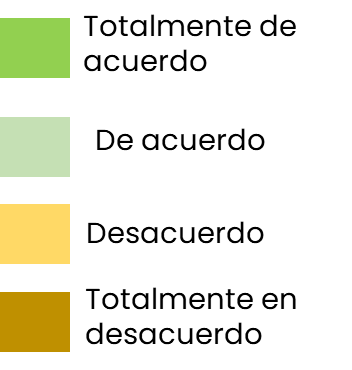 Totalmente de
acuerdo
De acuerdo
Desacuerdo
Totalmente en
desacuerdo